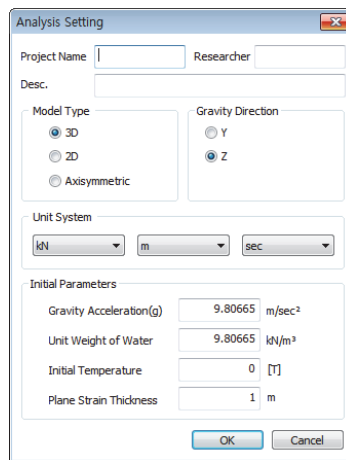 Analysis Setting
Project Name Researcher
Desc.
Model Type Gravity Direction
3D Y
2D Z
Axisymmetric
Unit System
kN m sec
Initial Parameters
Gravity Acceleration(g) 9.80665 m/sec²
Unit Weight of Water 9.80665 kN/m³
Initial Temperature 0 [T]
Plane Strain Thickness 1 m
OK Cancel